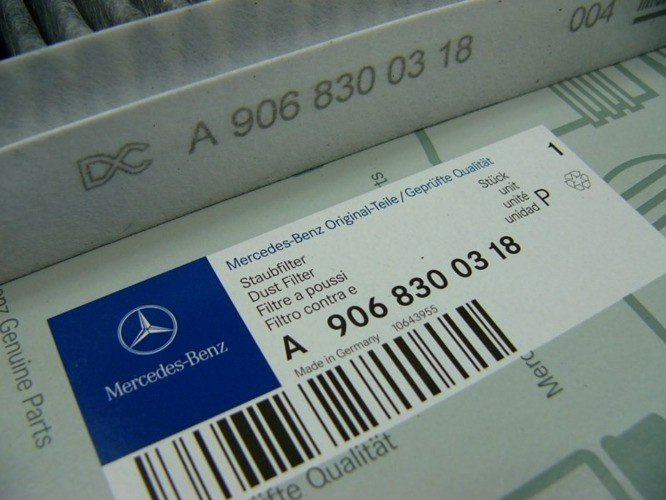 DC A 906 830 03 18 004
Mercedes-Benz Original-Teile/Geprüfte Qualität
Staubfilter
Dust Filter
Filtre a poussi
Filtro contra e
Stück 1
unit
unité
unidad P
A 906 830 03 18
Made in Germany 10643955
Mercedes-Benz
Genuine Parts
Qualität